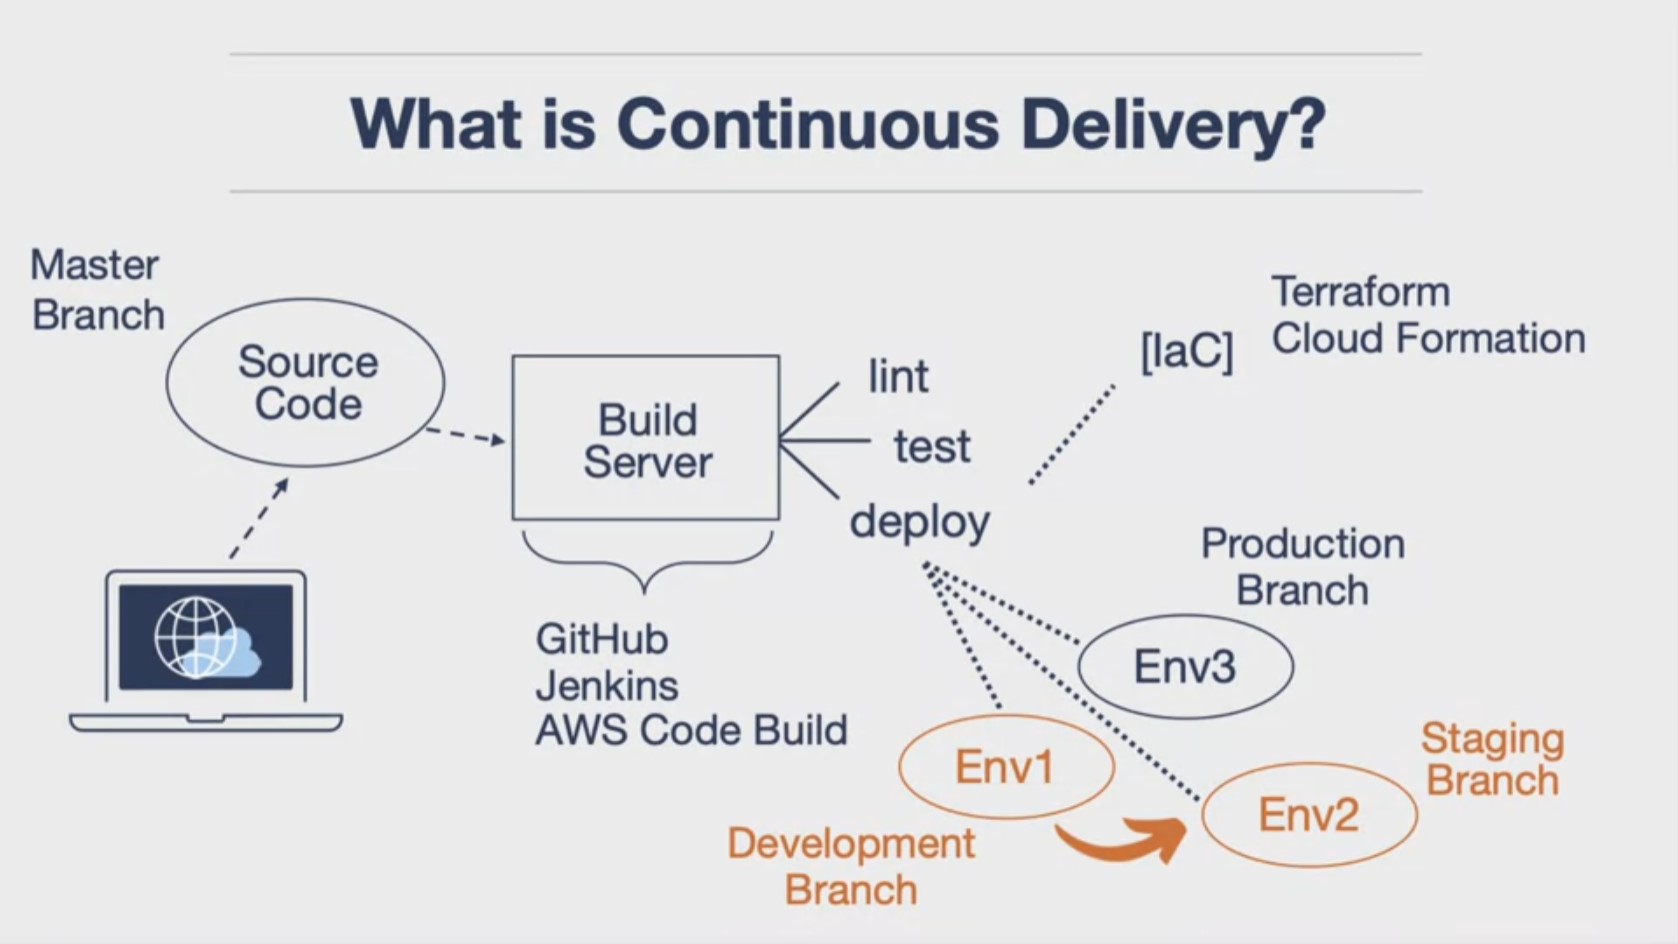 What is Continuous Delivery?
Master
Branch
Source
Code
Build
Server
lint
test
deploy
[IaC]
Terraform
Cloud Formation
GitHub
Jenkins
AWS Code Build
Production
Branch
Env3
Env1
Development
Branch
Env2
Staging
Branch